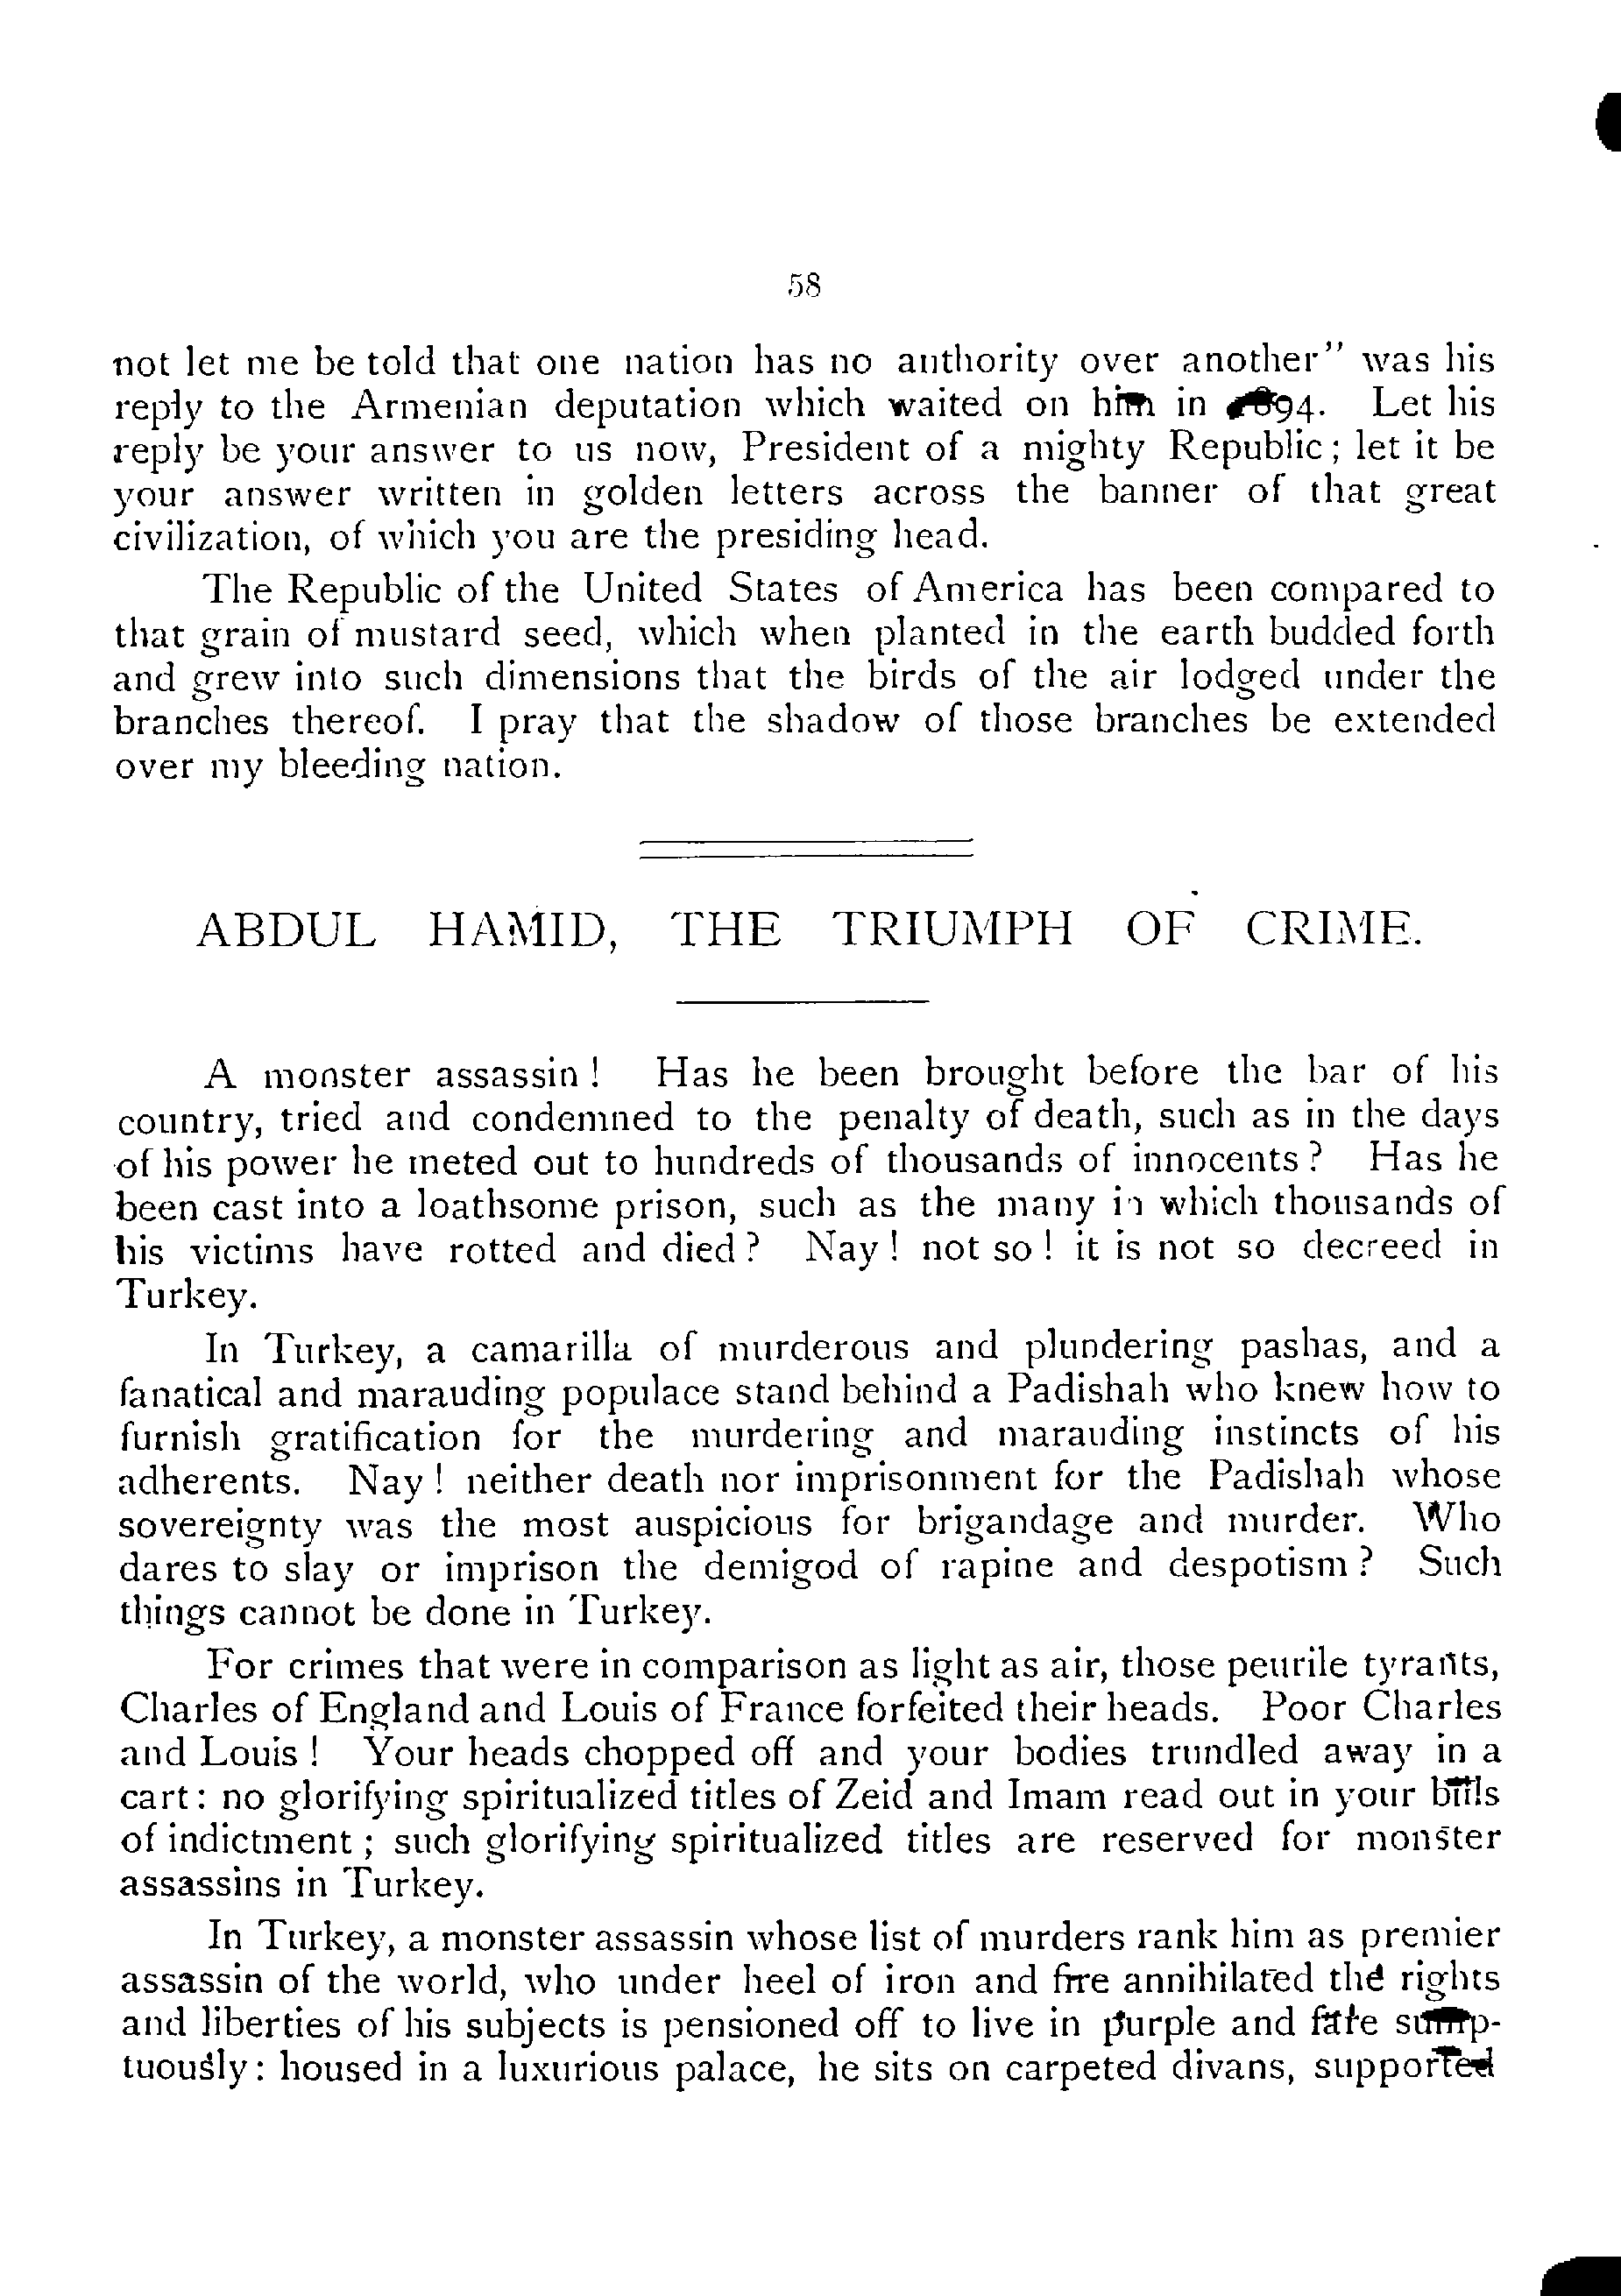 58
not let me be told that one nation has no authority over another” was his
reply to the Armenian deputation which waited on him in 1894. Let his
reply be your answer to us now, President of a mighty Republic; let it be
your answer written in golden letters across the banner of that great
civilization, of which you are the presiding head.
The Republic of the United States of America has been compared to
that grain of mustard seed, which when planted in the earth budded forth
and grew into such dimensions that the birds of the air lodged under the
branches thereof. I pray that the shadow of those branches be extended
over my bleeding nation.
ABDUL HAMID, THE TRIUMPH OF CRIME.
A monster assassin! Has he been brought before the bar of his
country, tried and condemned to the penalty of death, such as in the days
of his power he meted out to hundreds of thousands of innocents? Has he
been cast into a loathsome prison, such as the many in which thousands of
his victims have rotted and died? Nay! not so! it is not so decreed in
Turkey.
In Turkey, a camarilla of murderous and plundering pashas, and a
fanatical and marauding populace stand behind a Padishah who knew how to
furnish gratification for the murdering and marauding instincts of his
adherents. Nay! neither death nor imprisonment for the Padishah whose
sovereignty was the most auspicious for brigandage and murder. Who
dares to slay or imprison the demigod of rapine and despotism? Such
things cannot be done in Turkey.
For crimes that were in comparison as light as air, those peurile tyrants,
Charles of England and Louis of France forfeited their heads. Poor Charles
and Louis! Your heads chopped off and your bodies trundled away in a
cart: no glorifying spiritualized titles of Zeid and Imam read out in your bills
of indictment; such glorifying spiritualized titles are reserved for monster
assassins in Turkey.
In Turkey, a monster assassin whose list of murders rank him as premier
assassin of the world, who under heel of iron and fire annihilated the rights
and liberties of his subjects is pensioned off to live in purple and fare sump-
tuously: housed in a luxurious palace, he sits on carpeted divans, supported